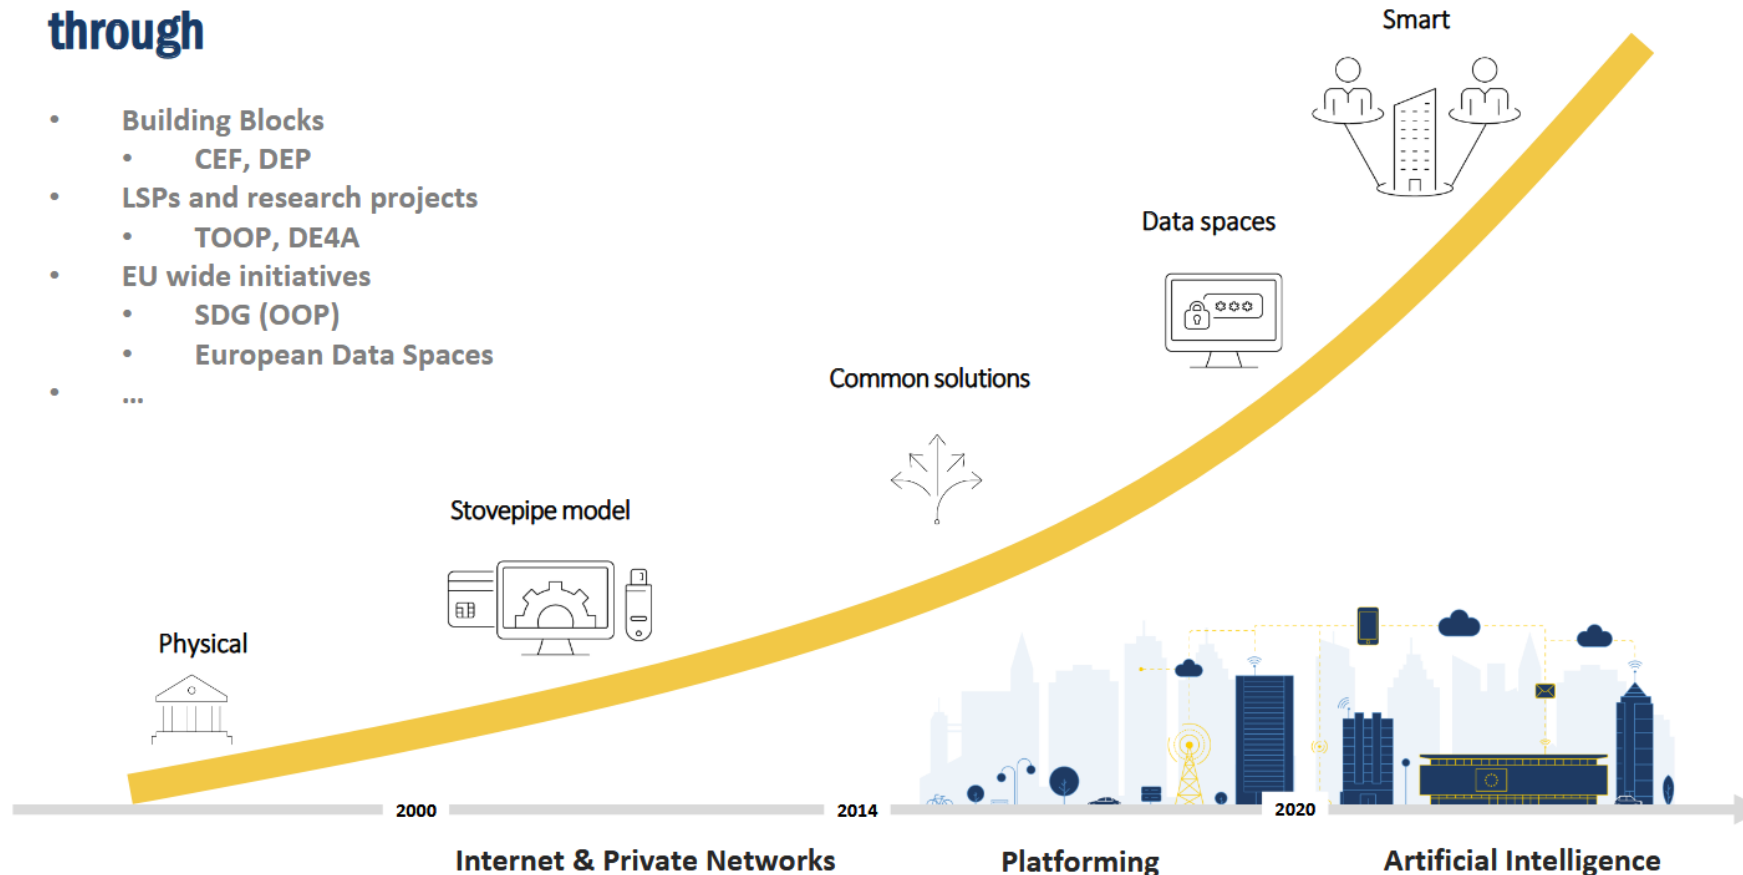 through
• Building Blocks
• CEF, DEP
• LSPs and research projects
• TOOP, DE4A
• EU wide initiatives
• SDG (OOP)
• European Data Spaces
• ...
Smart
Data spaces
Common solutions
Stovepipe model
Physical
2000
2014
2020
Internet & Private Networks
Platforming
Artificial Intelligence